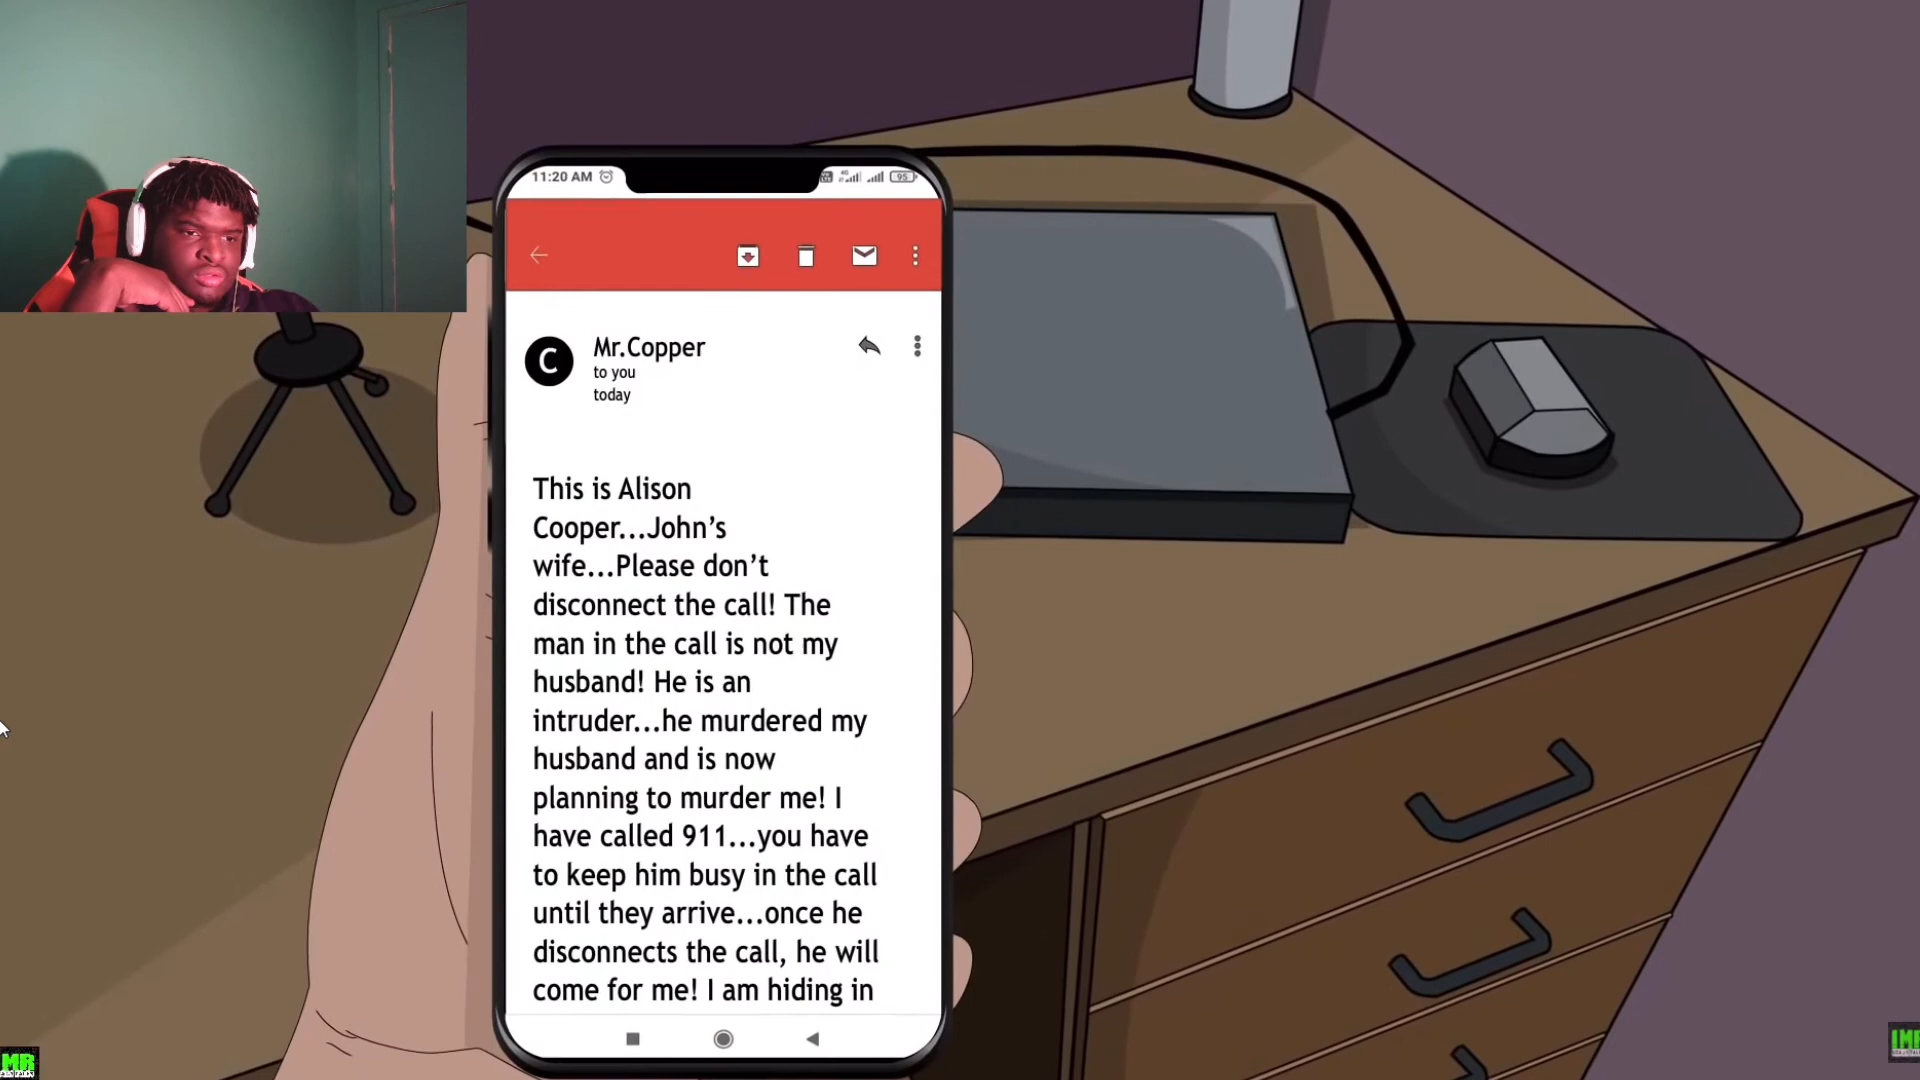 11:20 AM
95
C
Mr.Copper
to you
today
This is Alison
Cooper...John's
wife...Please don't
disconnect the call! The
man in the call is not my
husband! He is an
intruder...he murdered my
husband and is now
planning to murder me! I
have called 911...you have
to keep him busy in the call
until they arrive...once he
disconnects the call, he will
come for me! I am hiding in
MR